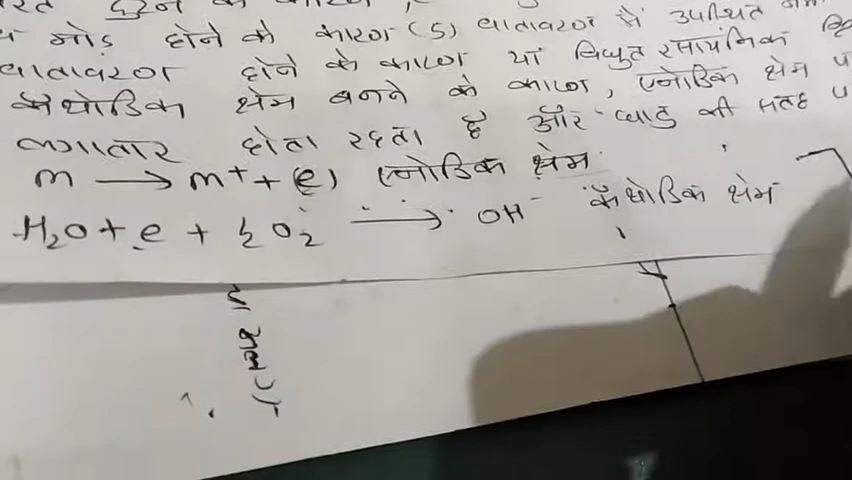 होने के कारण (5) वातावरण में उपस्थित
वातावरण होने के कारण या विधुत रसायनिक
कैथोडिक क्षेम बनने के कारण, एनोडिक क्षेम
लगातार होता रहता है और धातु की सतह
m → m+ + (e) एनोडिक क्षेम
H2O + e + 1/2 O2 → OH- कैथोडिक क्षेम